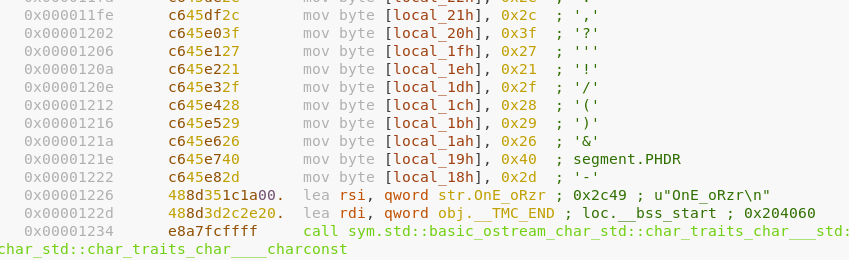 0x000011fe c645df2c mov byte [local_21h], 0x2c ; ','
0x00001202 c645e03f mov byte [local_20h], 0x3f ; '?'
0x00001206 c645e127 mov byte [local_1fh], 0x27 ; '''
0x0000120a c645e221 mov byte [local_1eh], 0x21 ; '!'
0x0000120e c645e32f mov byte [local_1dh], 0x2f ; '/'
0x00001212 c645e428 mov byte [local_1ch], 0x28 ; '('
0x00001216 c645e529 mov byte [local_1bh], 0x29 ; ')'
0x0000121a c645e626 mov byte [local_1ah], 0x26 ; '&'
0x0000121e c645e740 mov byte [local_19h], 0x40 ; segment.PHDR
0x00001222 c645e82d mov byte [local_18h], 0x2d ; '-'
0x00001226 488d351c1a00. lea rsi, qword str.OnE_oRzr ; 0x2c49 ; u"OnE_oRzr\n"
0x0000122d 488d3d2c2e20. lea rdi, qword obj.__TMC_END ; loc.__bss_start ; 0x204060
0x00001234 e8a7fcffff call sym.std::basic_ostream_char_std::char_traits_char___std:
char_std::char_traits_char____charconst